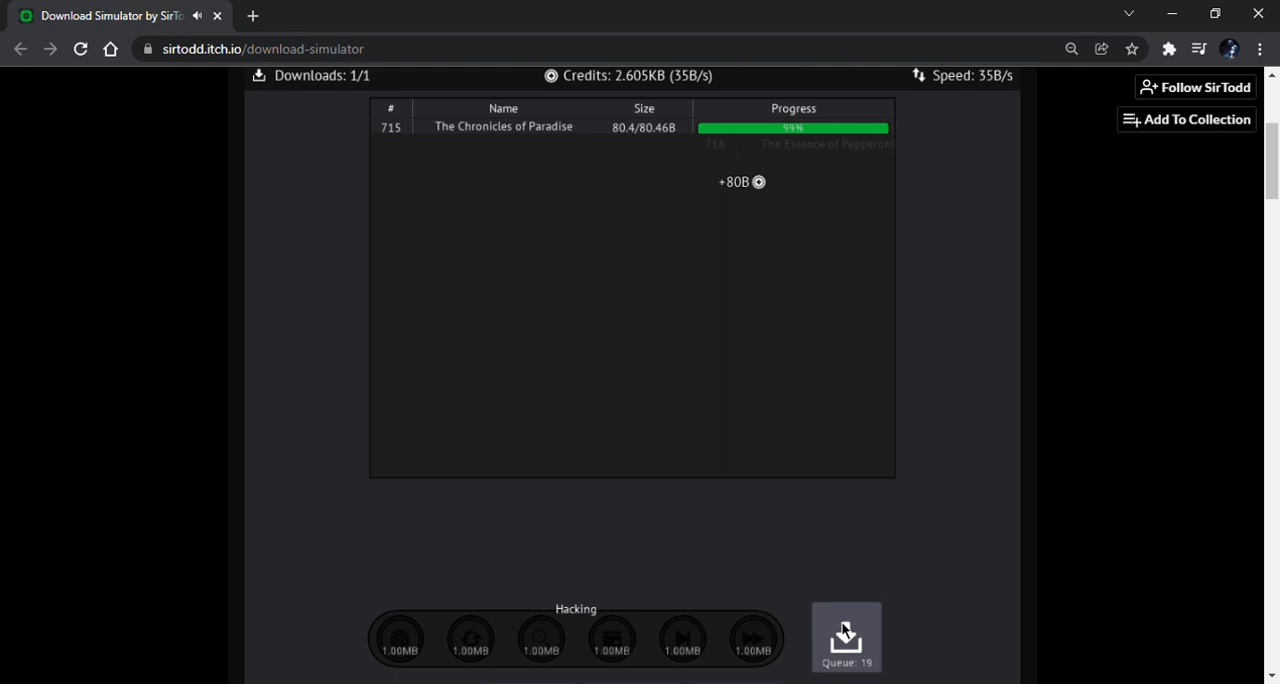 Download Simulator by SirTo
sirtodd.itch.io/download-simulator
Follow SirTodd
Add To Collection
Downloads: 1/1
Credits: 2.605KB (35B/s)
Speed: 35B/s
# Name Size Progress
715 The Chronicles of Paradise 80.4/80.46B 99%
716 The Essence of Pepperoni
+80B
Hacking
1.00MB 1.00MB 1.00MB 1.00MB 1.00MB 1.00MB
Queue: 19